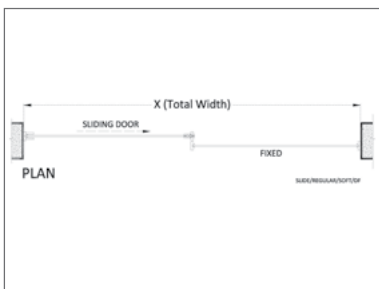 X (Total Width)
SLIDING DOOR
FIXED
PLAN
SLIDE/REGULAR/SOFT/DF